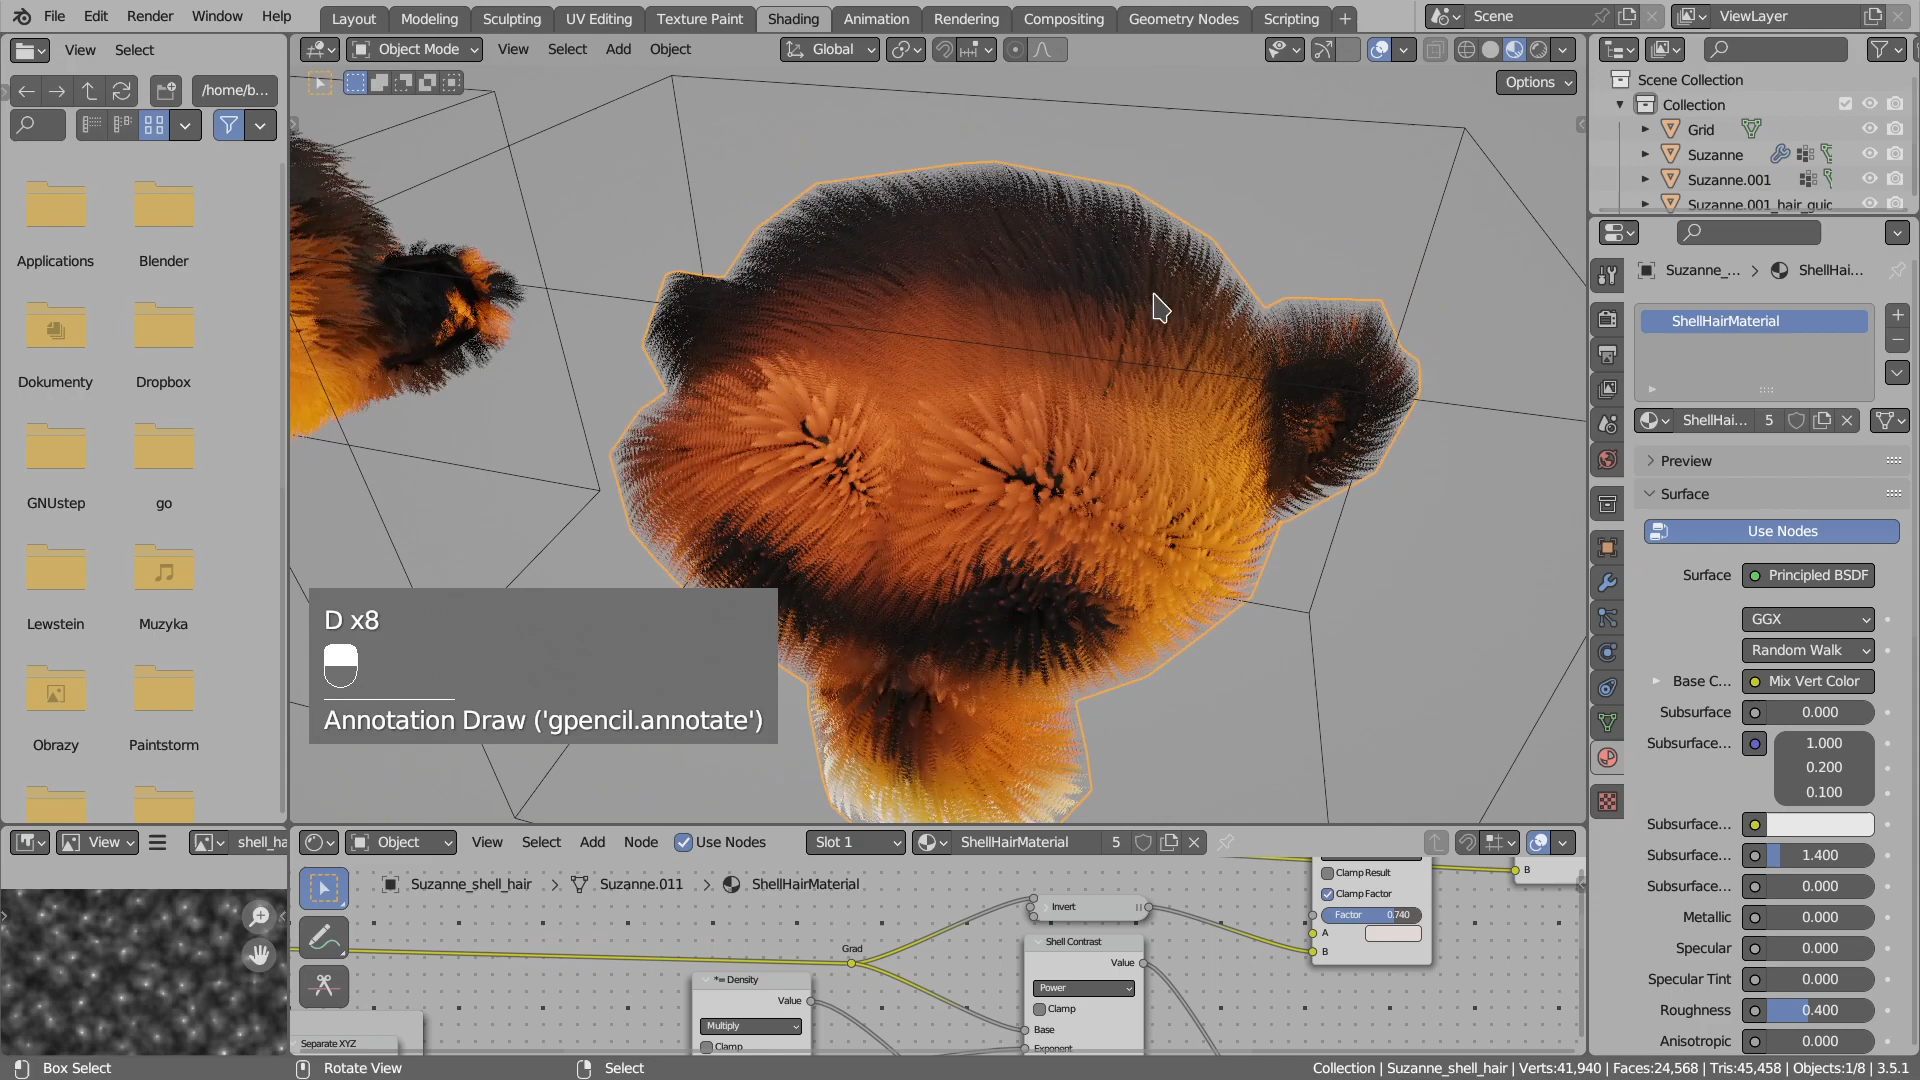 File Edit Render Window Help
Layout Modeling Sculpting UV Editing Texture Paint Shading Animation Rendering Compositing Geometry Nodes Scripting +
Scene ViewLayer
View Select
Object Mode View Select Add Object
Global
Options
/home/b...
Applications Blender
Dokumenty Dropbox
GNUstep go
Lewstein Muzyka
Obrazy Paintstorm
Scene Collection
Collection
Grid
Suzanne
Suzanne.001
Suzanne.001_hair_guid
Suzanne_... > ShellHai...
ShellHairMaterial
ShellHai... 5
Preview
Surface
Use Nodes
Surface Principled BSDF
GGX
Random Walk
Base C... Mix Vert Color
Subsurface 0.000
Subsurface... 1.000
0.200
0.100
Subsurface...
Subsurface... 1.400
Subsurface... 0.000
Metallic 0.000
Specular 0.000
Specular Tint 0.000
Roughness 0.400
Anisotropic 0.000
D x8
Annotation Draw ('gpencil.annotate')
View shell_ha
Object View Select Add Node Use Nodes Slot 1 ShellHairMaterial 5
Suzanne_shell_hair > Suzanne.011 > ShellHairMaterial
Grad
*= Density
Value
Multiply
Clamp
Separate XYZ
Invert
Shell Contrast
Value
Power
Clamp
Base
Exponent
Clamp Result
Clamp Factor
Factor 0.740
A
B
B
Box Select Rotate View Select
Collection | Suzanne_shell_hair | Verts:41,940 | Faces:24,568 | Tris:45,458 | Objects:1/8 | 3.5.1